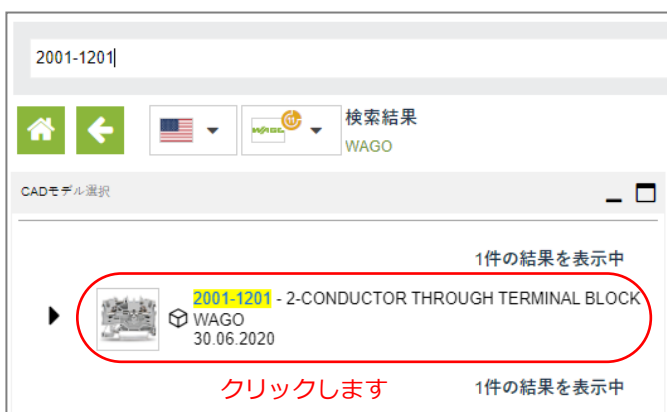 2001-1201
検索結果
WAGO
WAGO
CADモデル選択
1件の結果を表示中
2001-1201 - 2-CONDUCTOR THROUGH TERMINAL BLOCK
WAGO
30.06.2020
クリックします
1件の結果を表示中